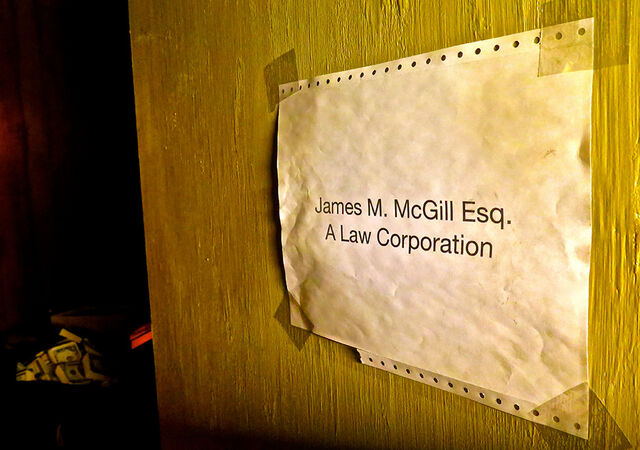 James M. McGill Esq.
A Law Corporation